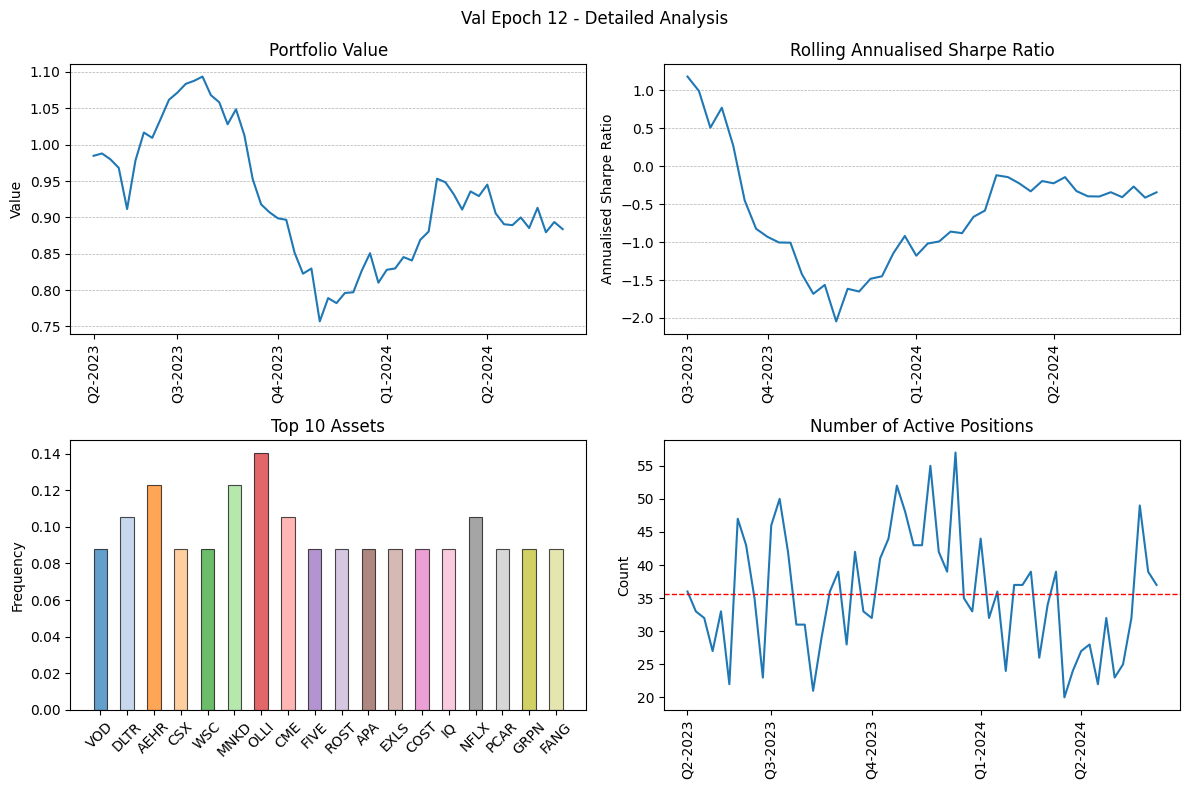 Val Epoch 12 - Detailed Analysis
Portfolio Value
Value
1.10
1.05
1.00
0.95
0.90
0.85
0.80
0.75
Q2-2023
Q3-2023
Q4-2023
Q1-2024
Q2-2024
Rolling Annualised Sharpe Ratio
Annualised Sharpe Ratio
1.0
0.5
0.0
−0.5
−1.0
−1.5
−2.0
Q3-2023
Q4-2023
Q1-2024
Q2-2024
Top 10 Assets
Frequency
0.14
0.12
0.10
0.08
0.06
0.04
0.02
0.00
VOD
DLTR
AEHR
CSX
WSC
MNKD
OLLI
CME
FIVE
ROST
APA
EXLS
COST
IQ
NFLX
PCAR
GRPN
FANG
Number of Active Positions
Count
55
50
45
40
35
30
25
20
Q2-2023
Q3-2023
Q4-2023
Q1-2024
Q2-2024